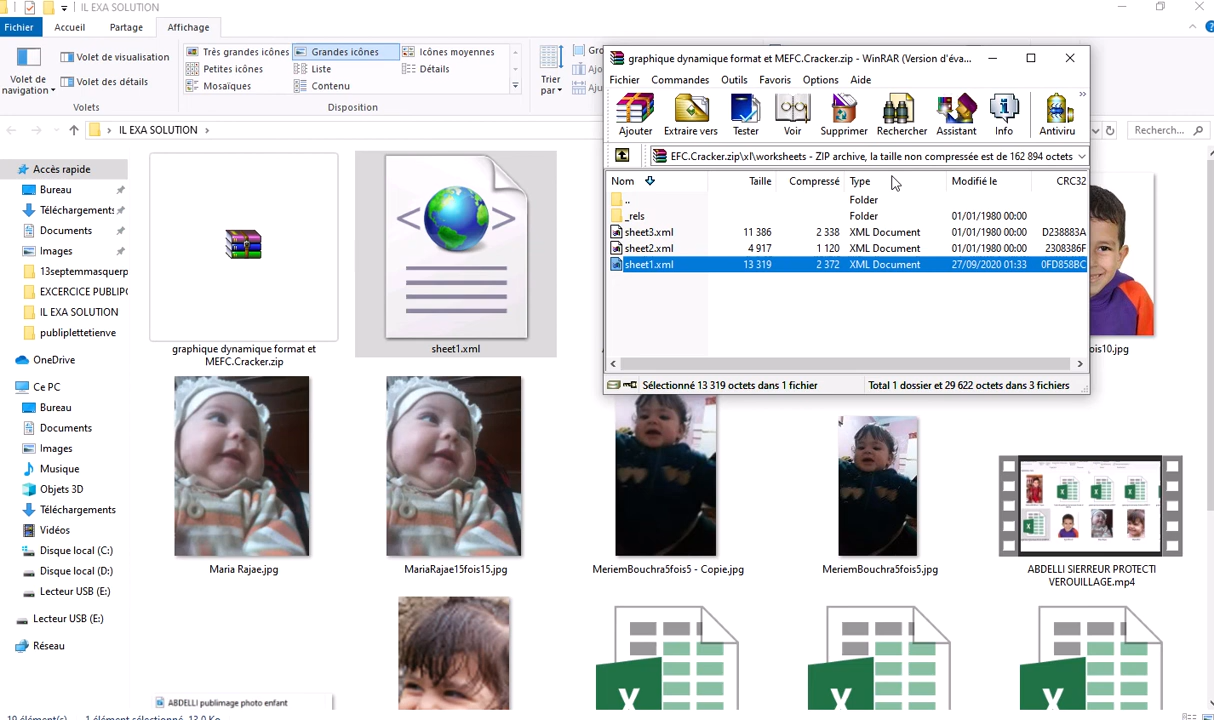 IL EXA SOLUTION
Fichier Accueil Partage Affichage
Volet de navigation
Volet de visualisation
Volet des détails
Volets
Très grandes icônes Grandes icônes Icônes moyennes
Petites icônes Liste Détails
Mosaïques Contenu
Disposition
Trier par
IL EXA SOLUTION
Recherch...
Accès rapide
Bureau
Téléchargements
Documents
Images
13septemmasquerp
EXCERCICE PUBLIPO
IL EXA SOLUTION
publiplettetienve
OneDrive
Ce PC
Bureau
Documents
Images
Musique
Objets 3D
Téléchargements
Vidéos
Disque local (C:)
Disque local (D:)
Lecteur USB (E:)
Lecteur USB (E:)
Réseau
graphique dynamique format et MEFC.Cracker.zip - WinRAR (Version d'éva...
Fichier Commandes Outils Favoris Options Aide
Ajouter Extraire vers Tester Voir Supprimer Rechercher Assistant Info Antiviru
EFC.Cracker.zip\xl\worksheets - ZIP archive, la taille non compressée est de 162 894 octets
Nom Taille Compressé Type Modifié le CRC32
.. Folder
_rels Folder 01/01/1980 00:00
sheet3.xml 11 386 2 338 XML Document 01/01/1980 00:00 D238883A
sheet2.xml 4 917 1 120 XML Document 01/01/1980 00:00 2308386F
sheet1.xml 13 319 2 372 XML Document 27/09/2020 01:33 0FD858BC
Sélectionné 13 319 octets dans 1 fichier Total 1 dossier et 29 622 octets dans 3 fichiers
graphique dynamique format et
MEFC.Cracker.zip
sheet1.xml
ois10.jpg
Maria Rajae.jpg
MariaRajae15fois15.jpg
MeriemBouchra5fois5 - Copie.jpg
MeriemBouchra5fois5.jpg
ABDELLI SIERREUR PROTECTI
VEROUILLAGE.mp4
ABDELLI publimage photo enfant
19 élément(s) 1 élément sélectionné, 13,0 Ko